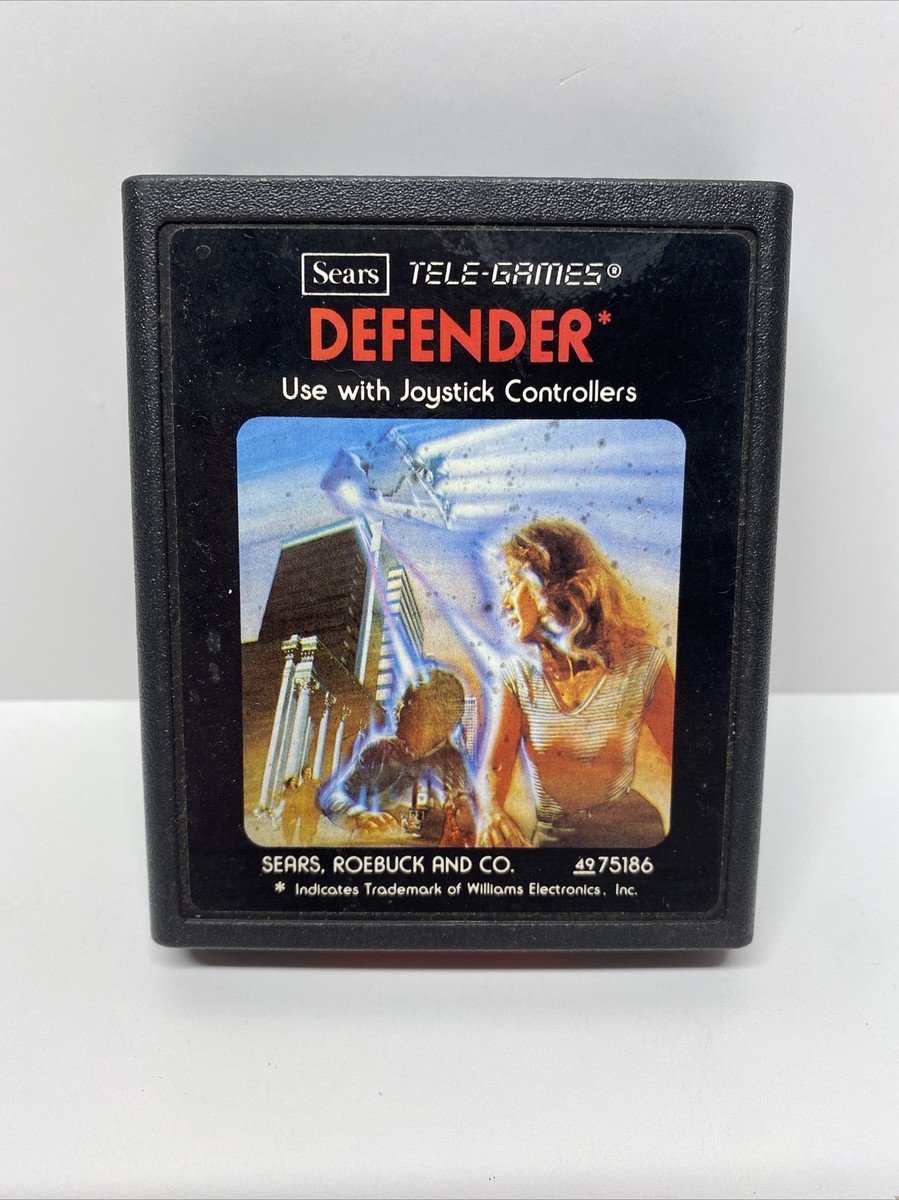 Sears TELE-GAMES®
DEFENDER*
Use with Joystick Controllers
SEARS, ROEBUCK AND CO. 49 75186
* Indicates Trademark of Williams Electronics, Inc.